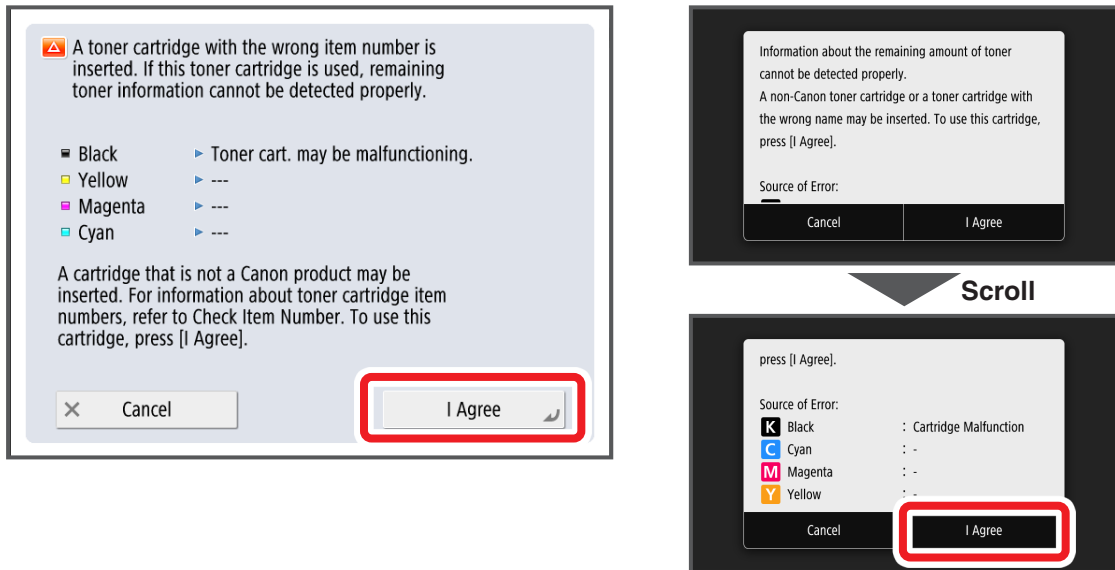 A toner cartridge with the wrong item number is
inserted. If this toner cartridge is used, remaining
toner information cannot be detected properly.
Black Toner cart. may be malfunctioning.
Yellow ---
Magenta ---
Cyan ---
A cartridge that is not a Canon product may be
inserted. For information about toner cartridge item
numbers, refer to Check Item Number. To use this
cartridge, press [I Agree].
Cancel I Agree
Information about the remaining amount of toner
cannot be detected properly.
A non-Canon toner cartridge or a toner cartridge with
the wrong name may be inserted. To use this cartridge,
press [I Agree].
Source of Error:
Cancel I Agree
Scroll
press [I Agree].
Source of Error:
K Black : Cartridge Malfunction
C Cyan : -
M Magenta : -
Y Yellow : -
Cancel I Agree